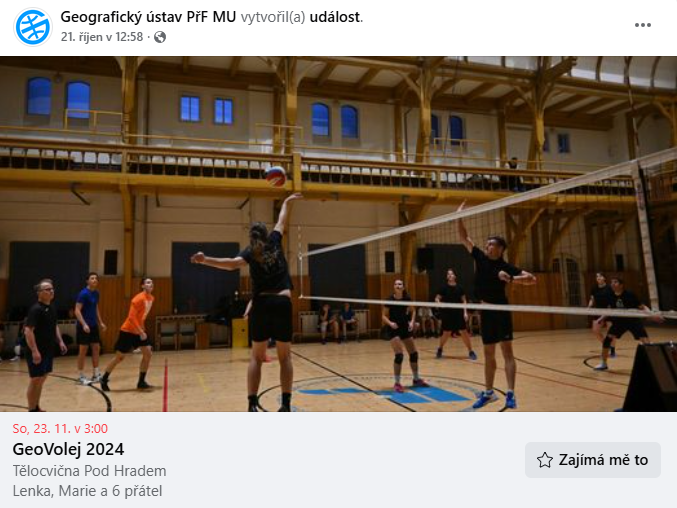 Geografický ústav PřF MU vytvořil(a) událost.
21. říjen v 12:58 ·
So, 23. 11. v 3:00
GeoVolej 2024
Tělocvična Pod Hradem
Lenka, Marie a 6 přátel
Zajímá mě to